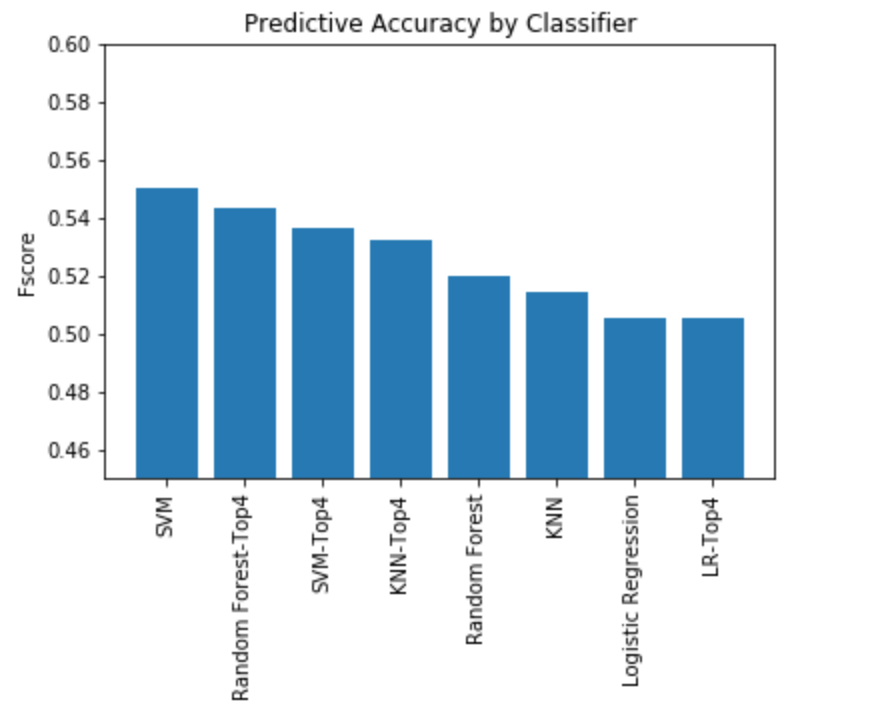 Predictive Accuracy by Classifier
0.60
0.58
0.56
0.54
0.52
0.50
0.48
0.46
Fscore
SVM
Random Forest-Top4
SVM-Top4
KNN-Top4
Random Forest
KNN
Logistic Regression
LR-Top4